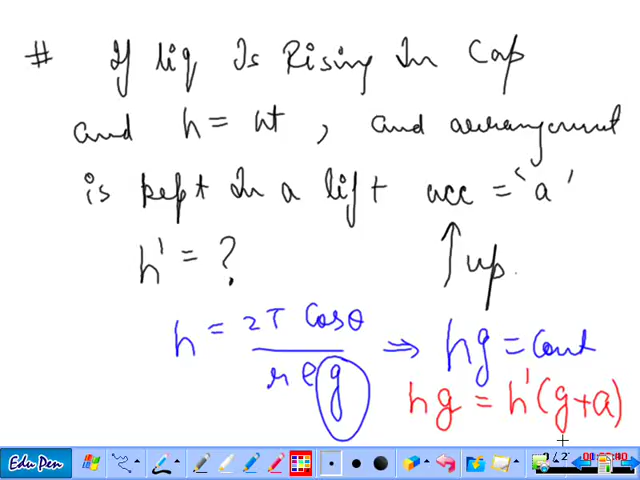 # If liq Is Rising In Cap
and h = ht , and arrangement
is kept In a lift acc = 'a'
h' = ? ↑ up.
h = 2T Cosθ / rρg ⇒ hg = cont
hg = h' (g+a)
Edu Pen